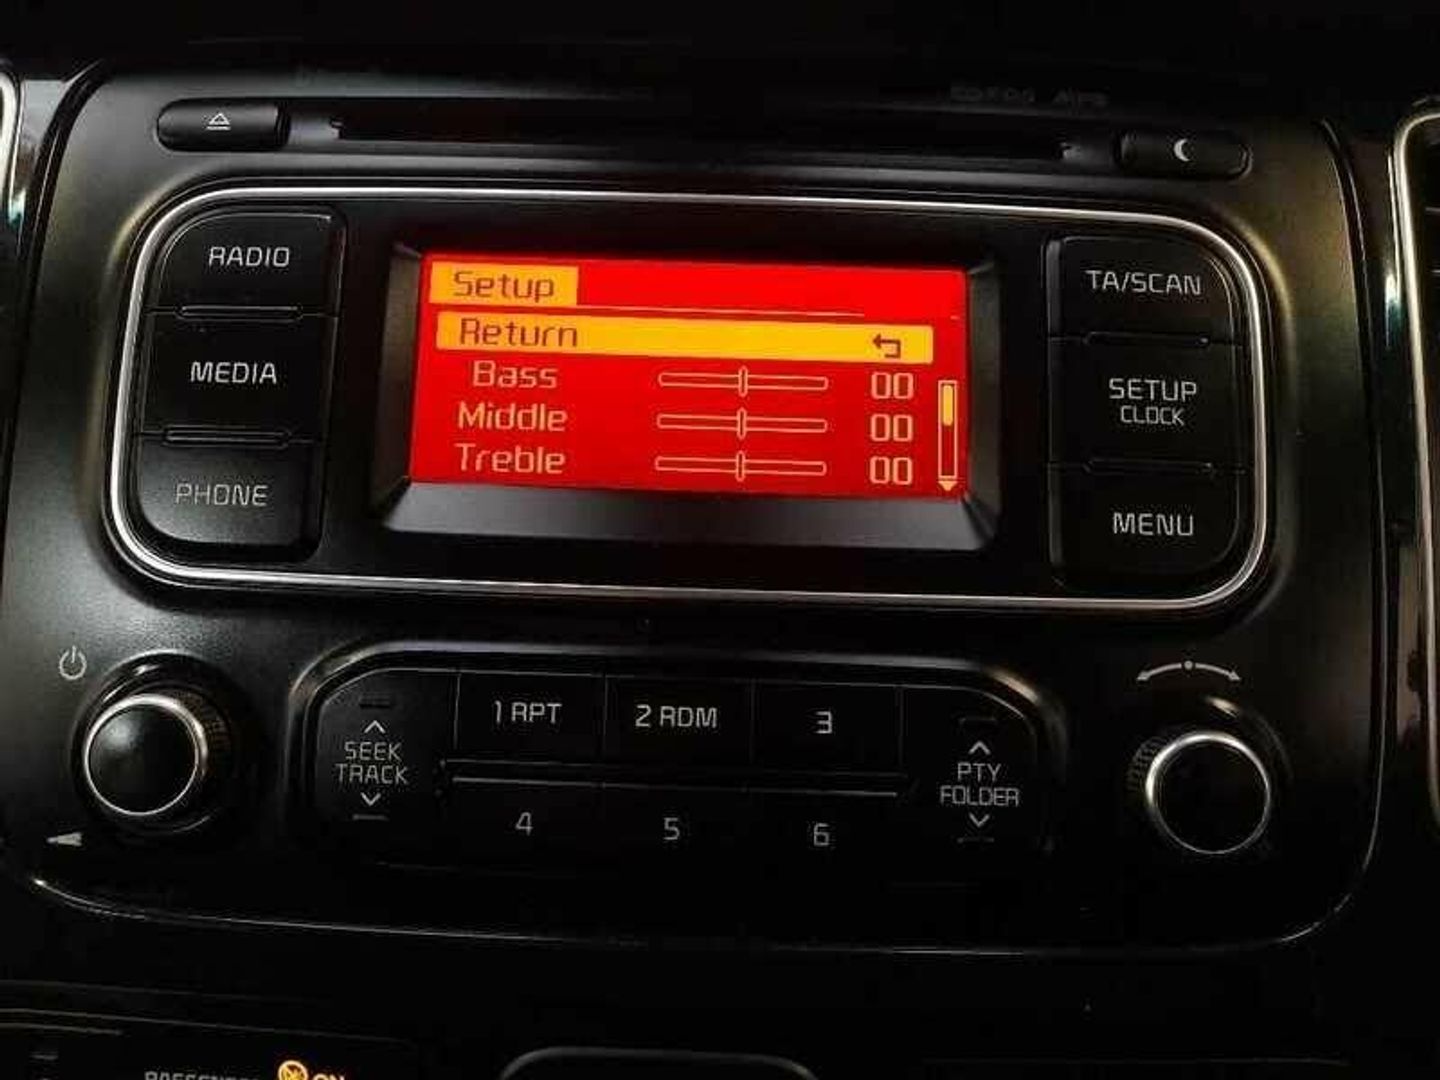 RADIO
MEDIA
PHONE
Setup
Return
Bass 00
Middle 00
Treble 00
TA/SCAN
SETUP
CLOCK
MENU
SEEK
TRACK
1 RPT
2 RDM
3
4
5
6
PTY
FOLDER
ON